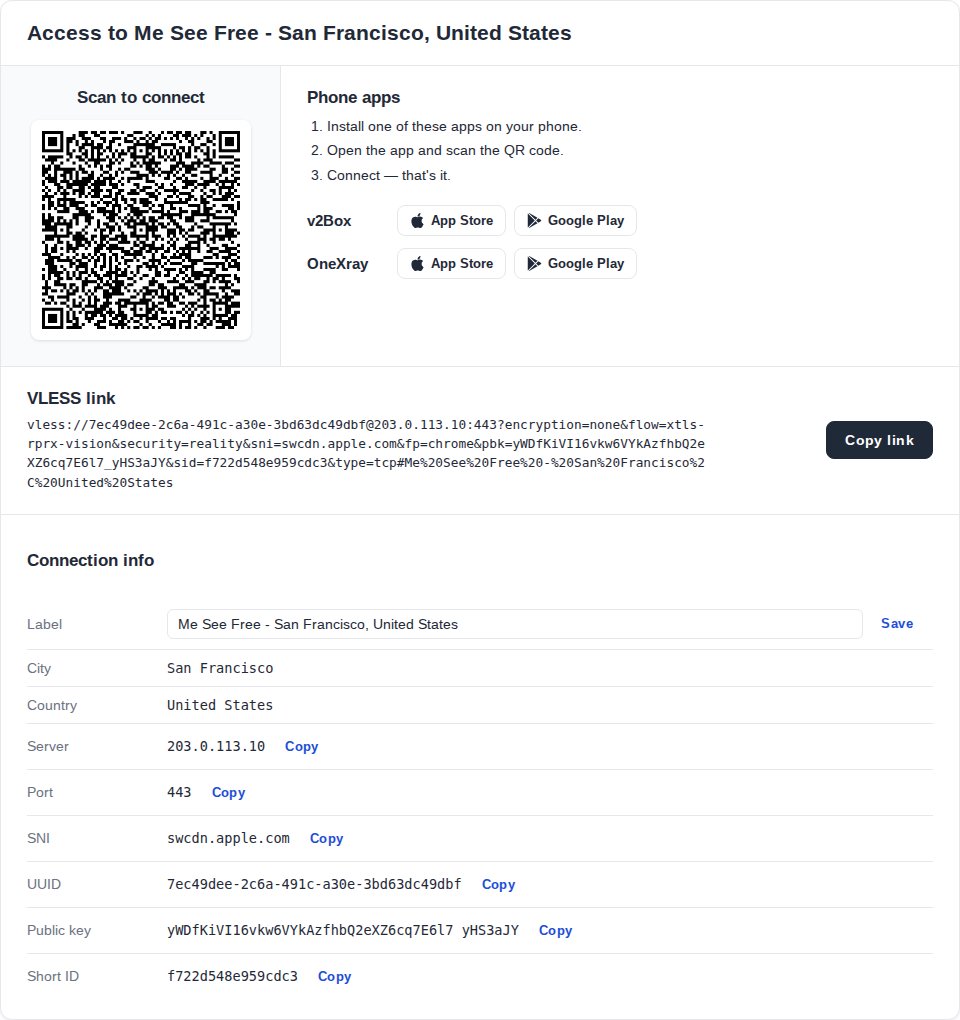 Access to Me See Free - San Francisco, United States
Scan to connect
Phone apps
1. Install one of these apps on your phone.
2. Open the app and scan the QR code.
3. Connect — that's it.
v2Box
App Store
Google Play
OneXray
App Store
Google Play
VLESS link
vless://7ec49dee-2c6a-491c-a30e-3bd63dc49dbf@203.0.113.10:443?encryption=none&flow=xtls-
rprx-vision&security=reality&sni=swcdn.apple.com&fp=chrome&pbk=yWDfKiVI16vkw6VYkAzfhbQ2e
XZ6cq7E6l7_yHS3aJY&sid=f722d548e959cdc3&type=tcp#Me%20See%20Free%20-%20San%20Francisco%2
C%20United%20States
Copy link
Connection info
Label
Me See Free - San Francisco, United States
Save
City
San Francisco
Country
United States
Server
203.0.113.10
Copy
Port
443
Copy
SNI
swcdn.apple.com
Copy
UUID
7ec49dee-2c6a-491c-a30e-3bd63dc49dbf
Copy
Public key
yWDfKiVI16vkw6VYkAzfhbQ2eXZ6cq7E6l7 yHS3aJY
Copy
Short ID
f722d548e959cdc3
Copy